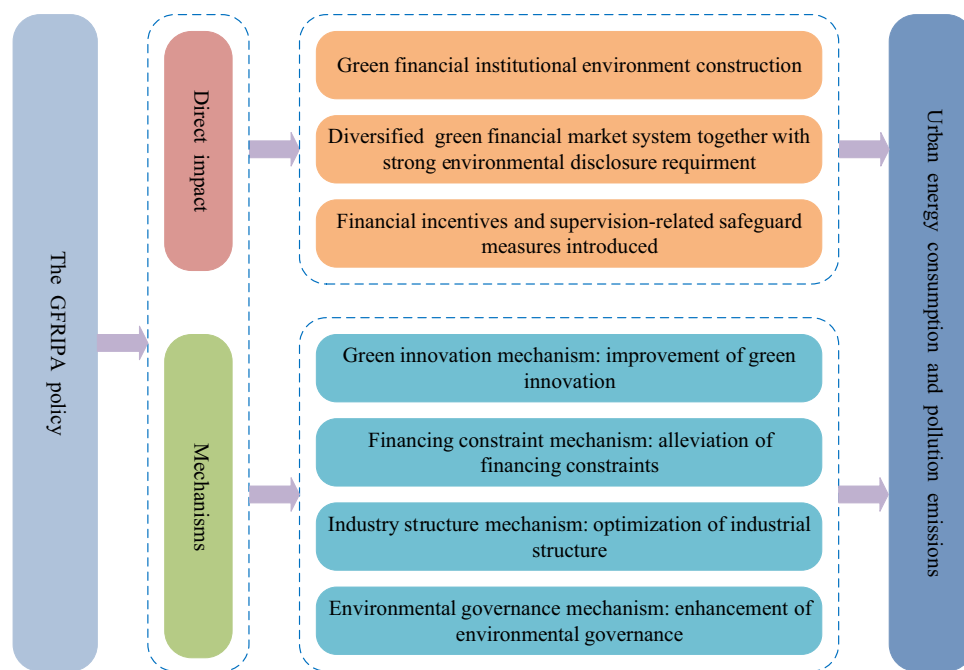 The GFRIPA policy
Direct impact
Green financial institutional environment construction
Diversified green financial market system together with
strong environmental disclosure requirment
Financial incentives and supervision-related safeguard
measures introduced
Mechanisms
Green innovation mechanism: improvement of green
innovation
Financing constraint mechanism: alleviation of
financing constraints
Industry structure mechanism: optimization of industrial
structure
Environmental governance mechanism: enhancement of
environmental governance
Urban energy consumption and pollution emissions